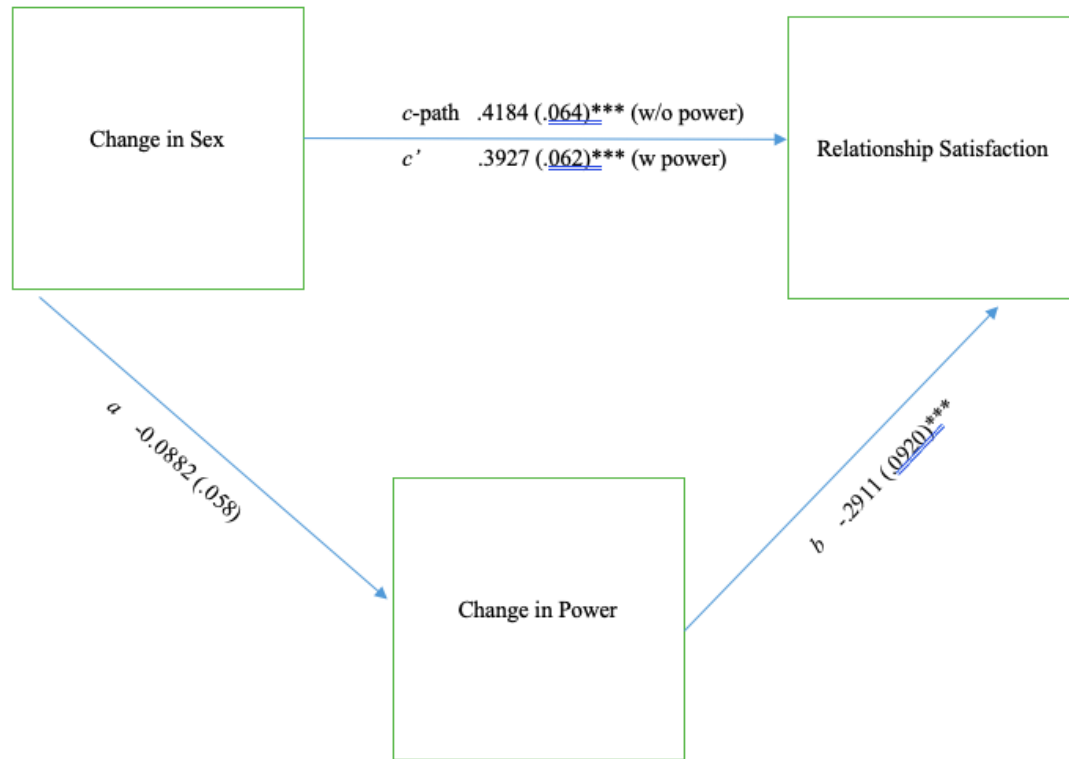 c-path .4184 (.064)*** (w/o power)
Change in Sex
c’ .3927 (.062)*** (w power)
Relationship Satisfaction
a -0.0882 (.058)
b -.2911 (.0920)***
Change in Power